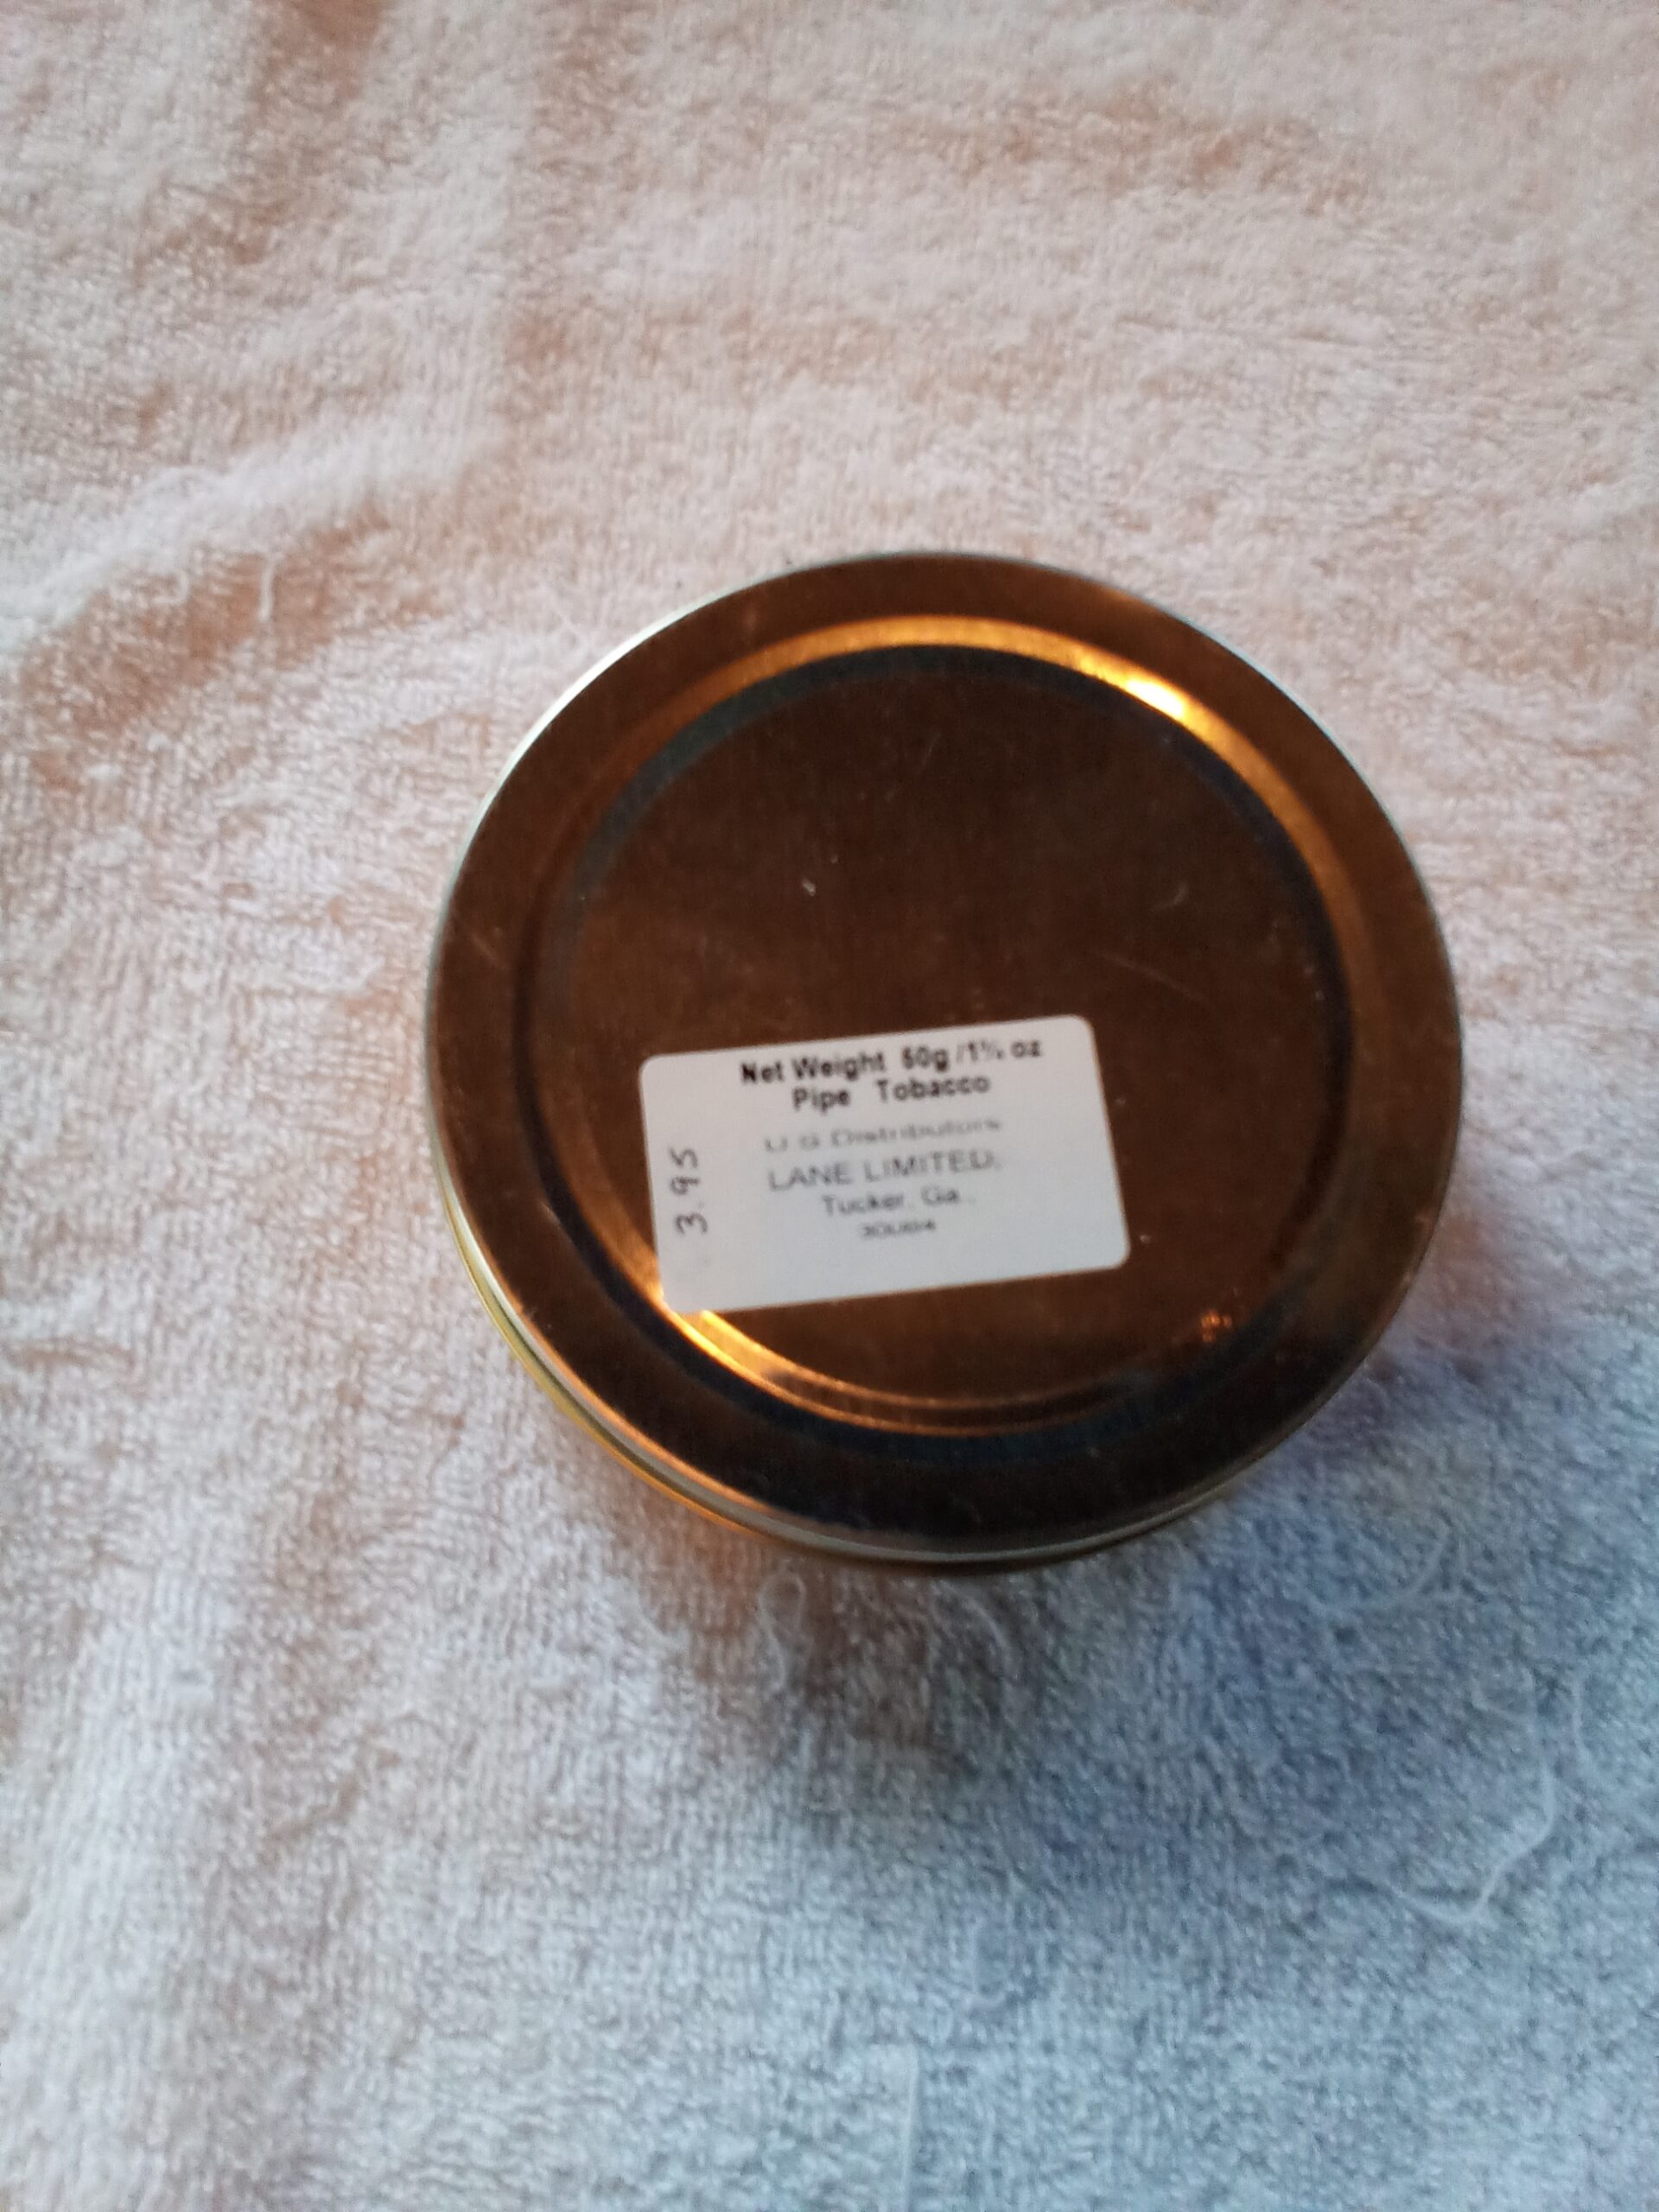 Net Weight 50g/1¾ oz
Pipe Tobacco
U S Distributors
LANE LIMITED,
Tucker, Ga.
3.95